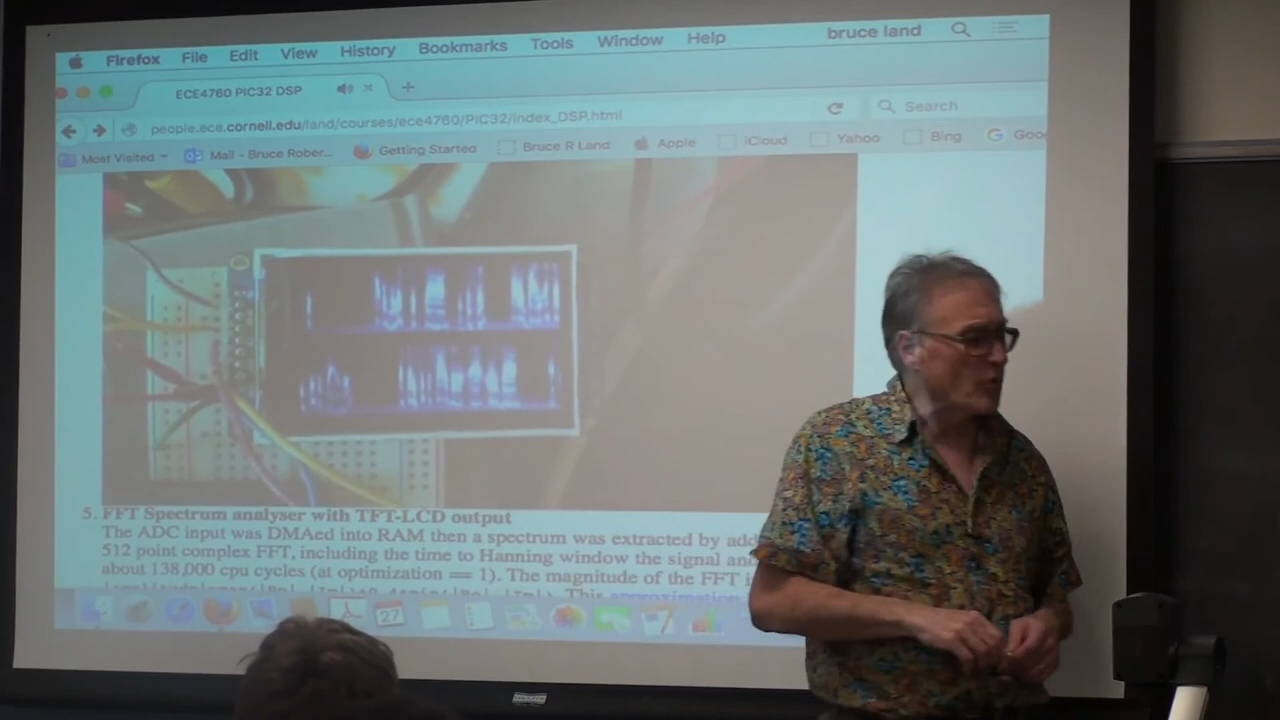 Firefox File Edit View History Bookmarks Tools Window Help bruce land
ECE4760 PIC32 DSP
people.ece.cornell.edu/land/courses/ece4760/PIC32/index_DSP.html
Search
Most Visited Mail - Bruce Rober... Getting Started Bruce R Land Apple iCloud Yahoo Bing Goo
5. FFT Spectrum analyser with TFT-LCD output
The ADC input was DMAed into RAM then a spectrum was extracted by
512 point complex FFT, including the time to Hanning window the signal and
about 138,000 cpu cycles (at optimization == 1). The magnitude of the FFT
This approximation
27